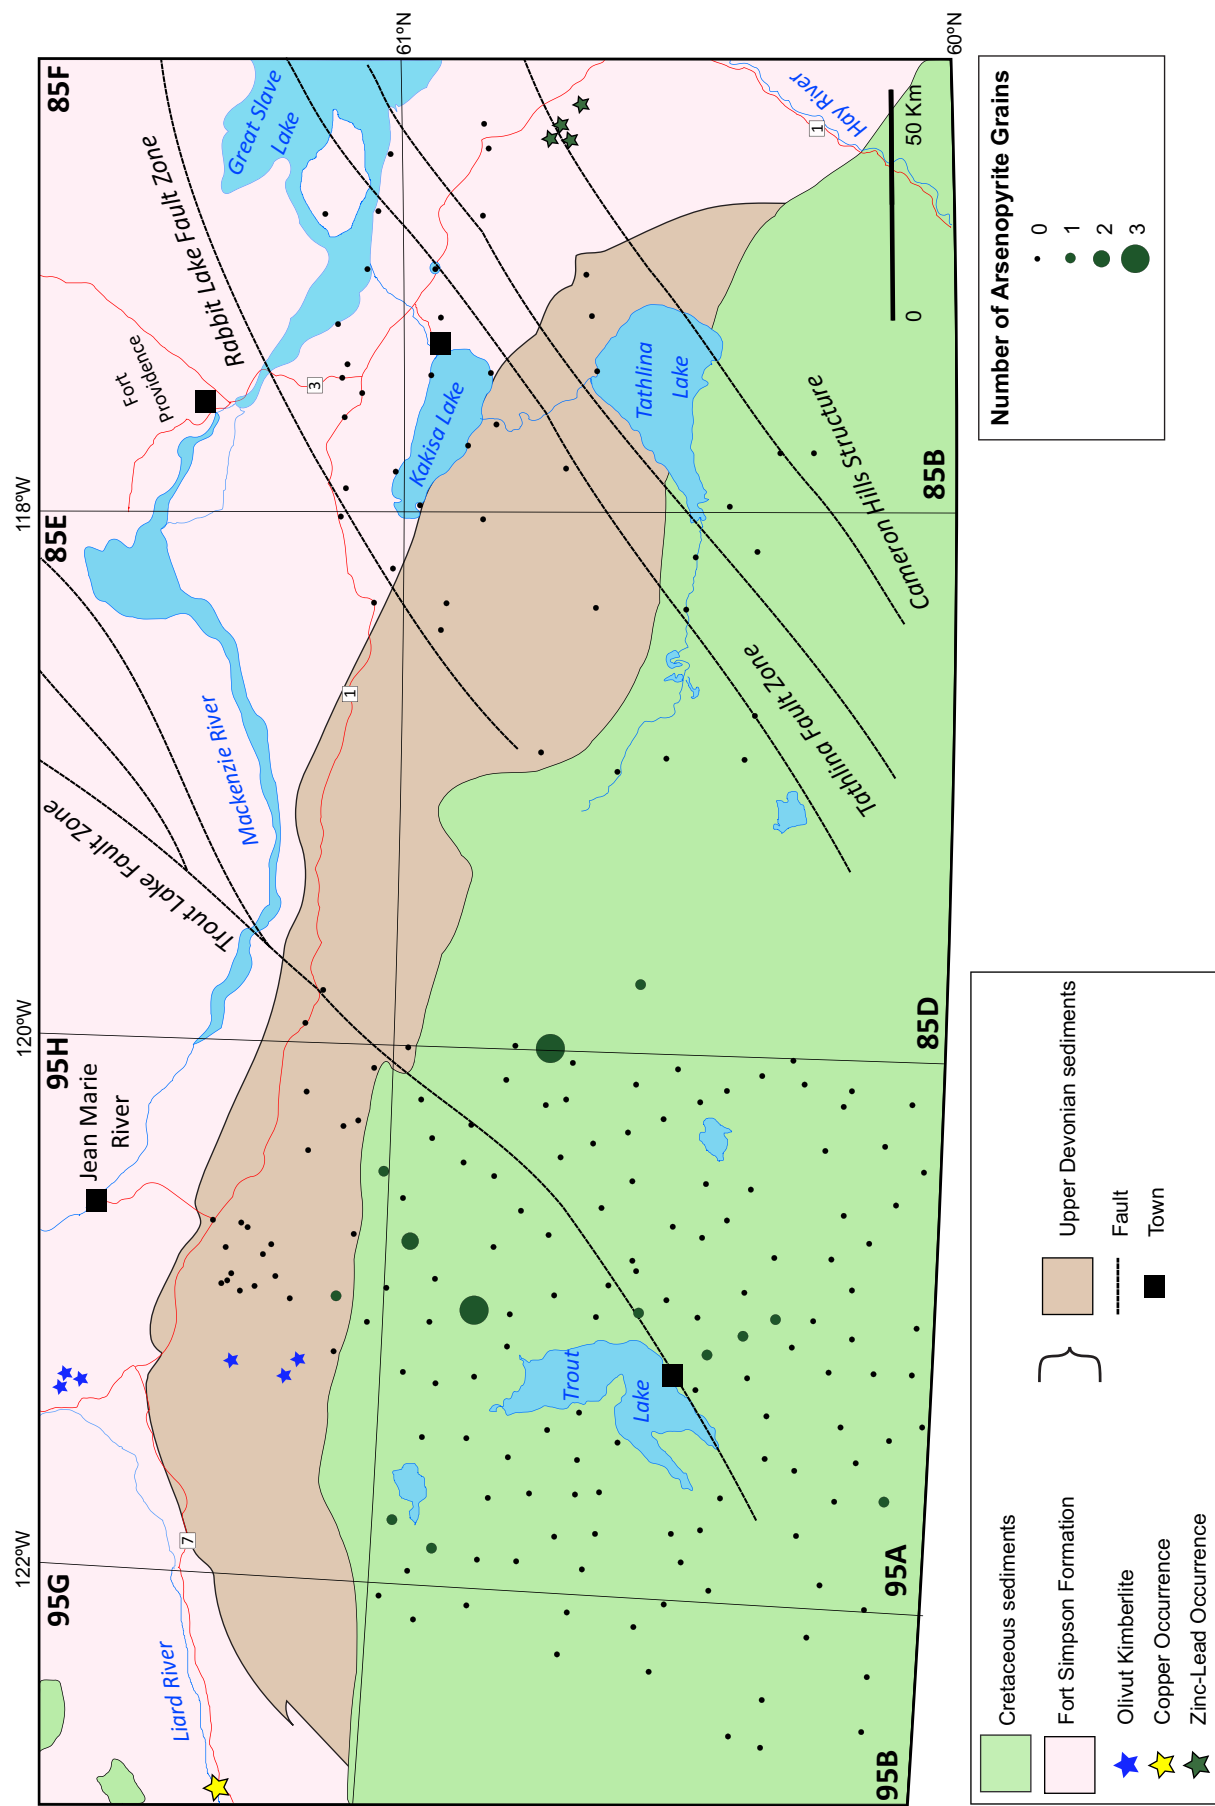 122°W
120°W
118°W
61°N
60°N
95G
95H
85E
85F
95B
95A
85D
85B
Liard River
7
Jean Marie
River
Mackenzie River
Trout Lake Fault Zone
1
Fort
Providence
Rabbit Lake Fault Zone
3
Great Slave
Lake
Kakisa Lake
Tathlina
Lake
Trout
Lake
Tathlina Fault Zone
Cameron Hills Structure
1
Hay River
0
50 Km
Cretaceous sediments
Fort Simpson Formation
Olivut Kimberlite
Copper Occurrence
Zinc-Lead Occurrence
Upper Devonian sediments
Fault
Town
Number of Arsenopyrite Grains
0
1
2
3